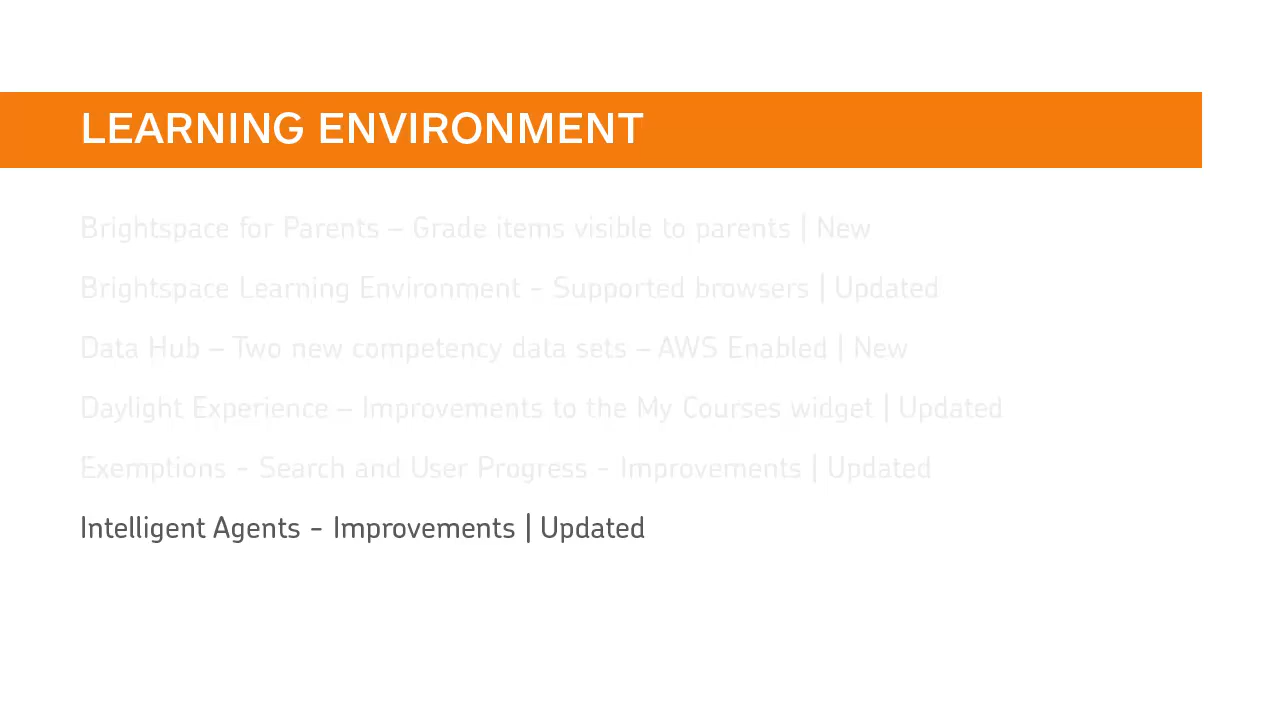 LEARNING ENVIRONMENT
Brightspace for Parents – Grade items visible to parents | New
Brightspace Learning Environment - Supported browsers | Updated
Data Hub – Two new competency data sets – AWS Enabled | New
Daylight Experience – Improvements to the My Courses widget | Updated
Exemptions - Search and User Progress - Improvements | Updated
Intelligent Agents - Improvements | Updated